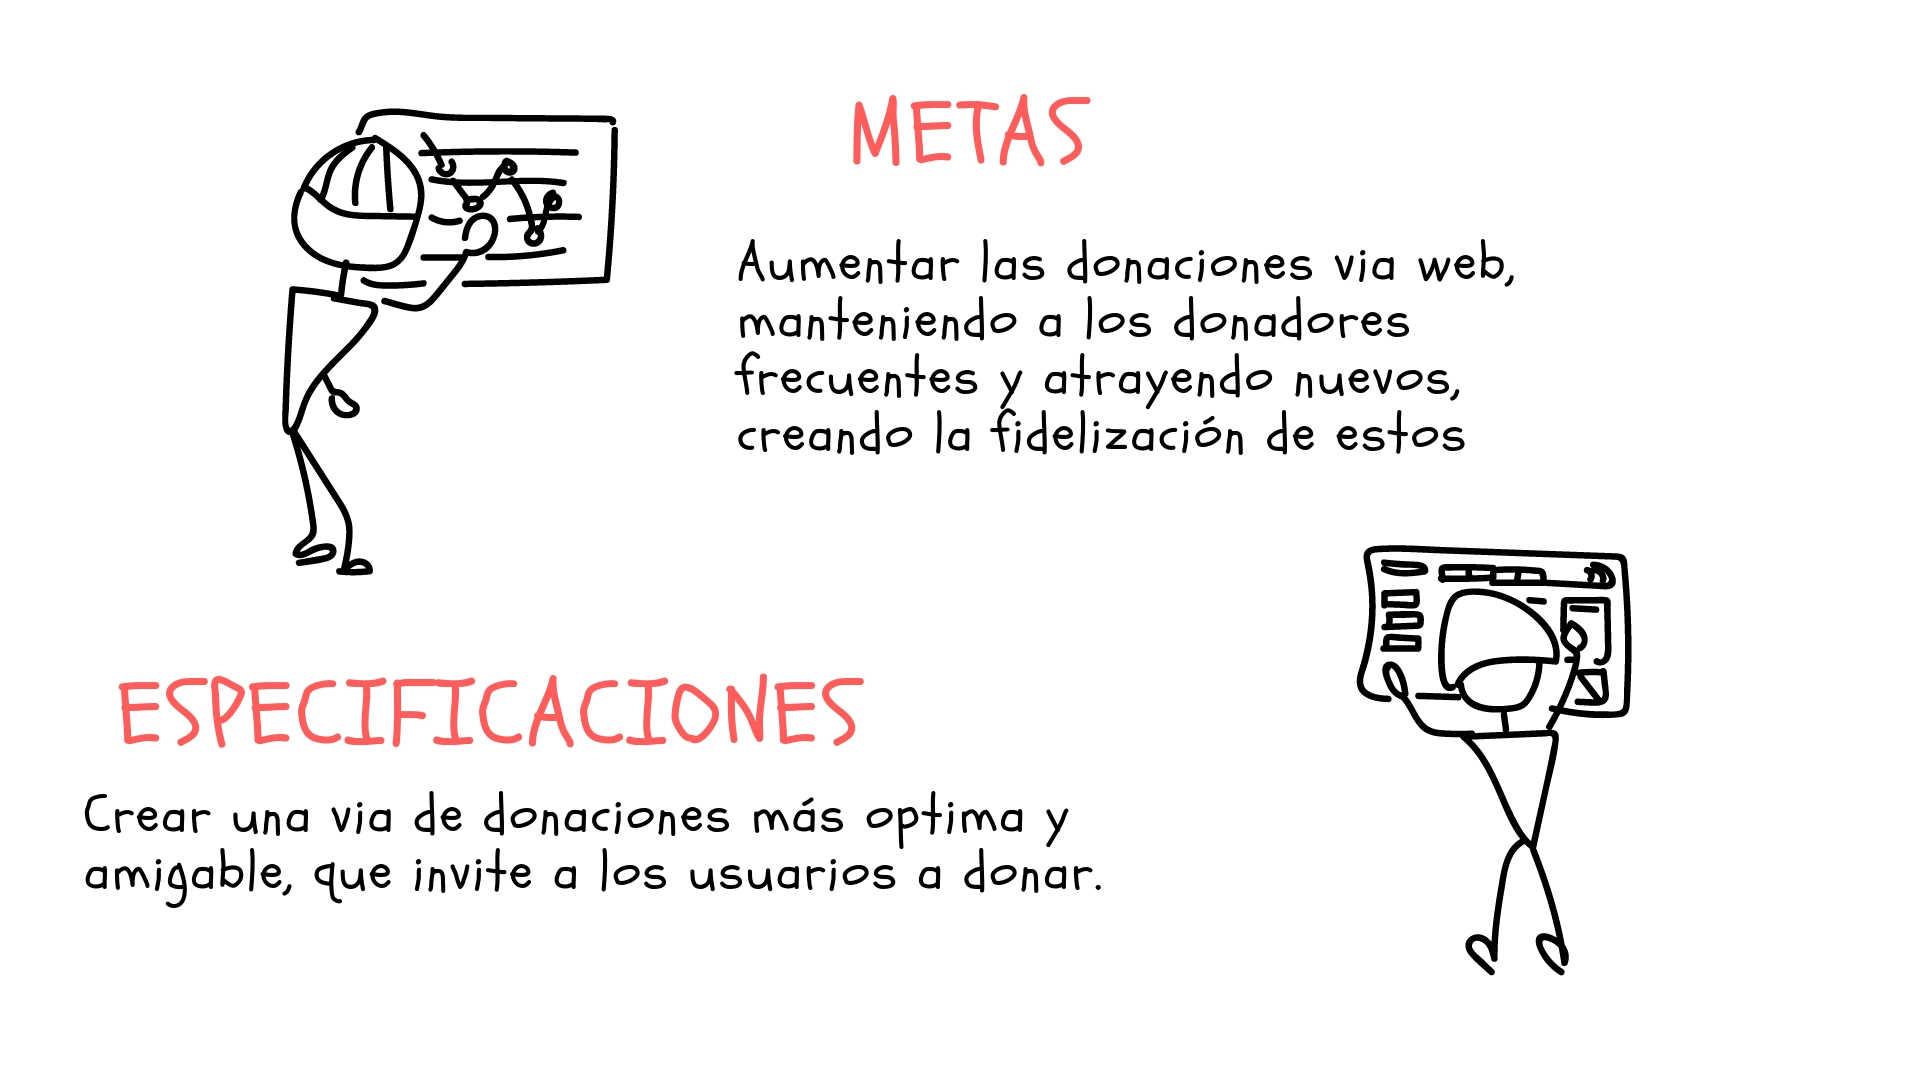 METAS
Aumentar las donaciones via web,
manteniendo a los donadores
frecuentes y atrayendo nuevos,
creando la fidelización de estos
ESPECIFICACIONES
Crear una via de donaciones más optima y
amigable, que invite a los usuarios a donar.